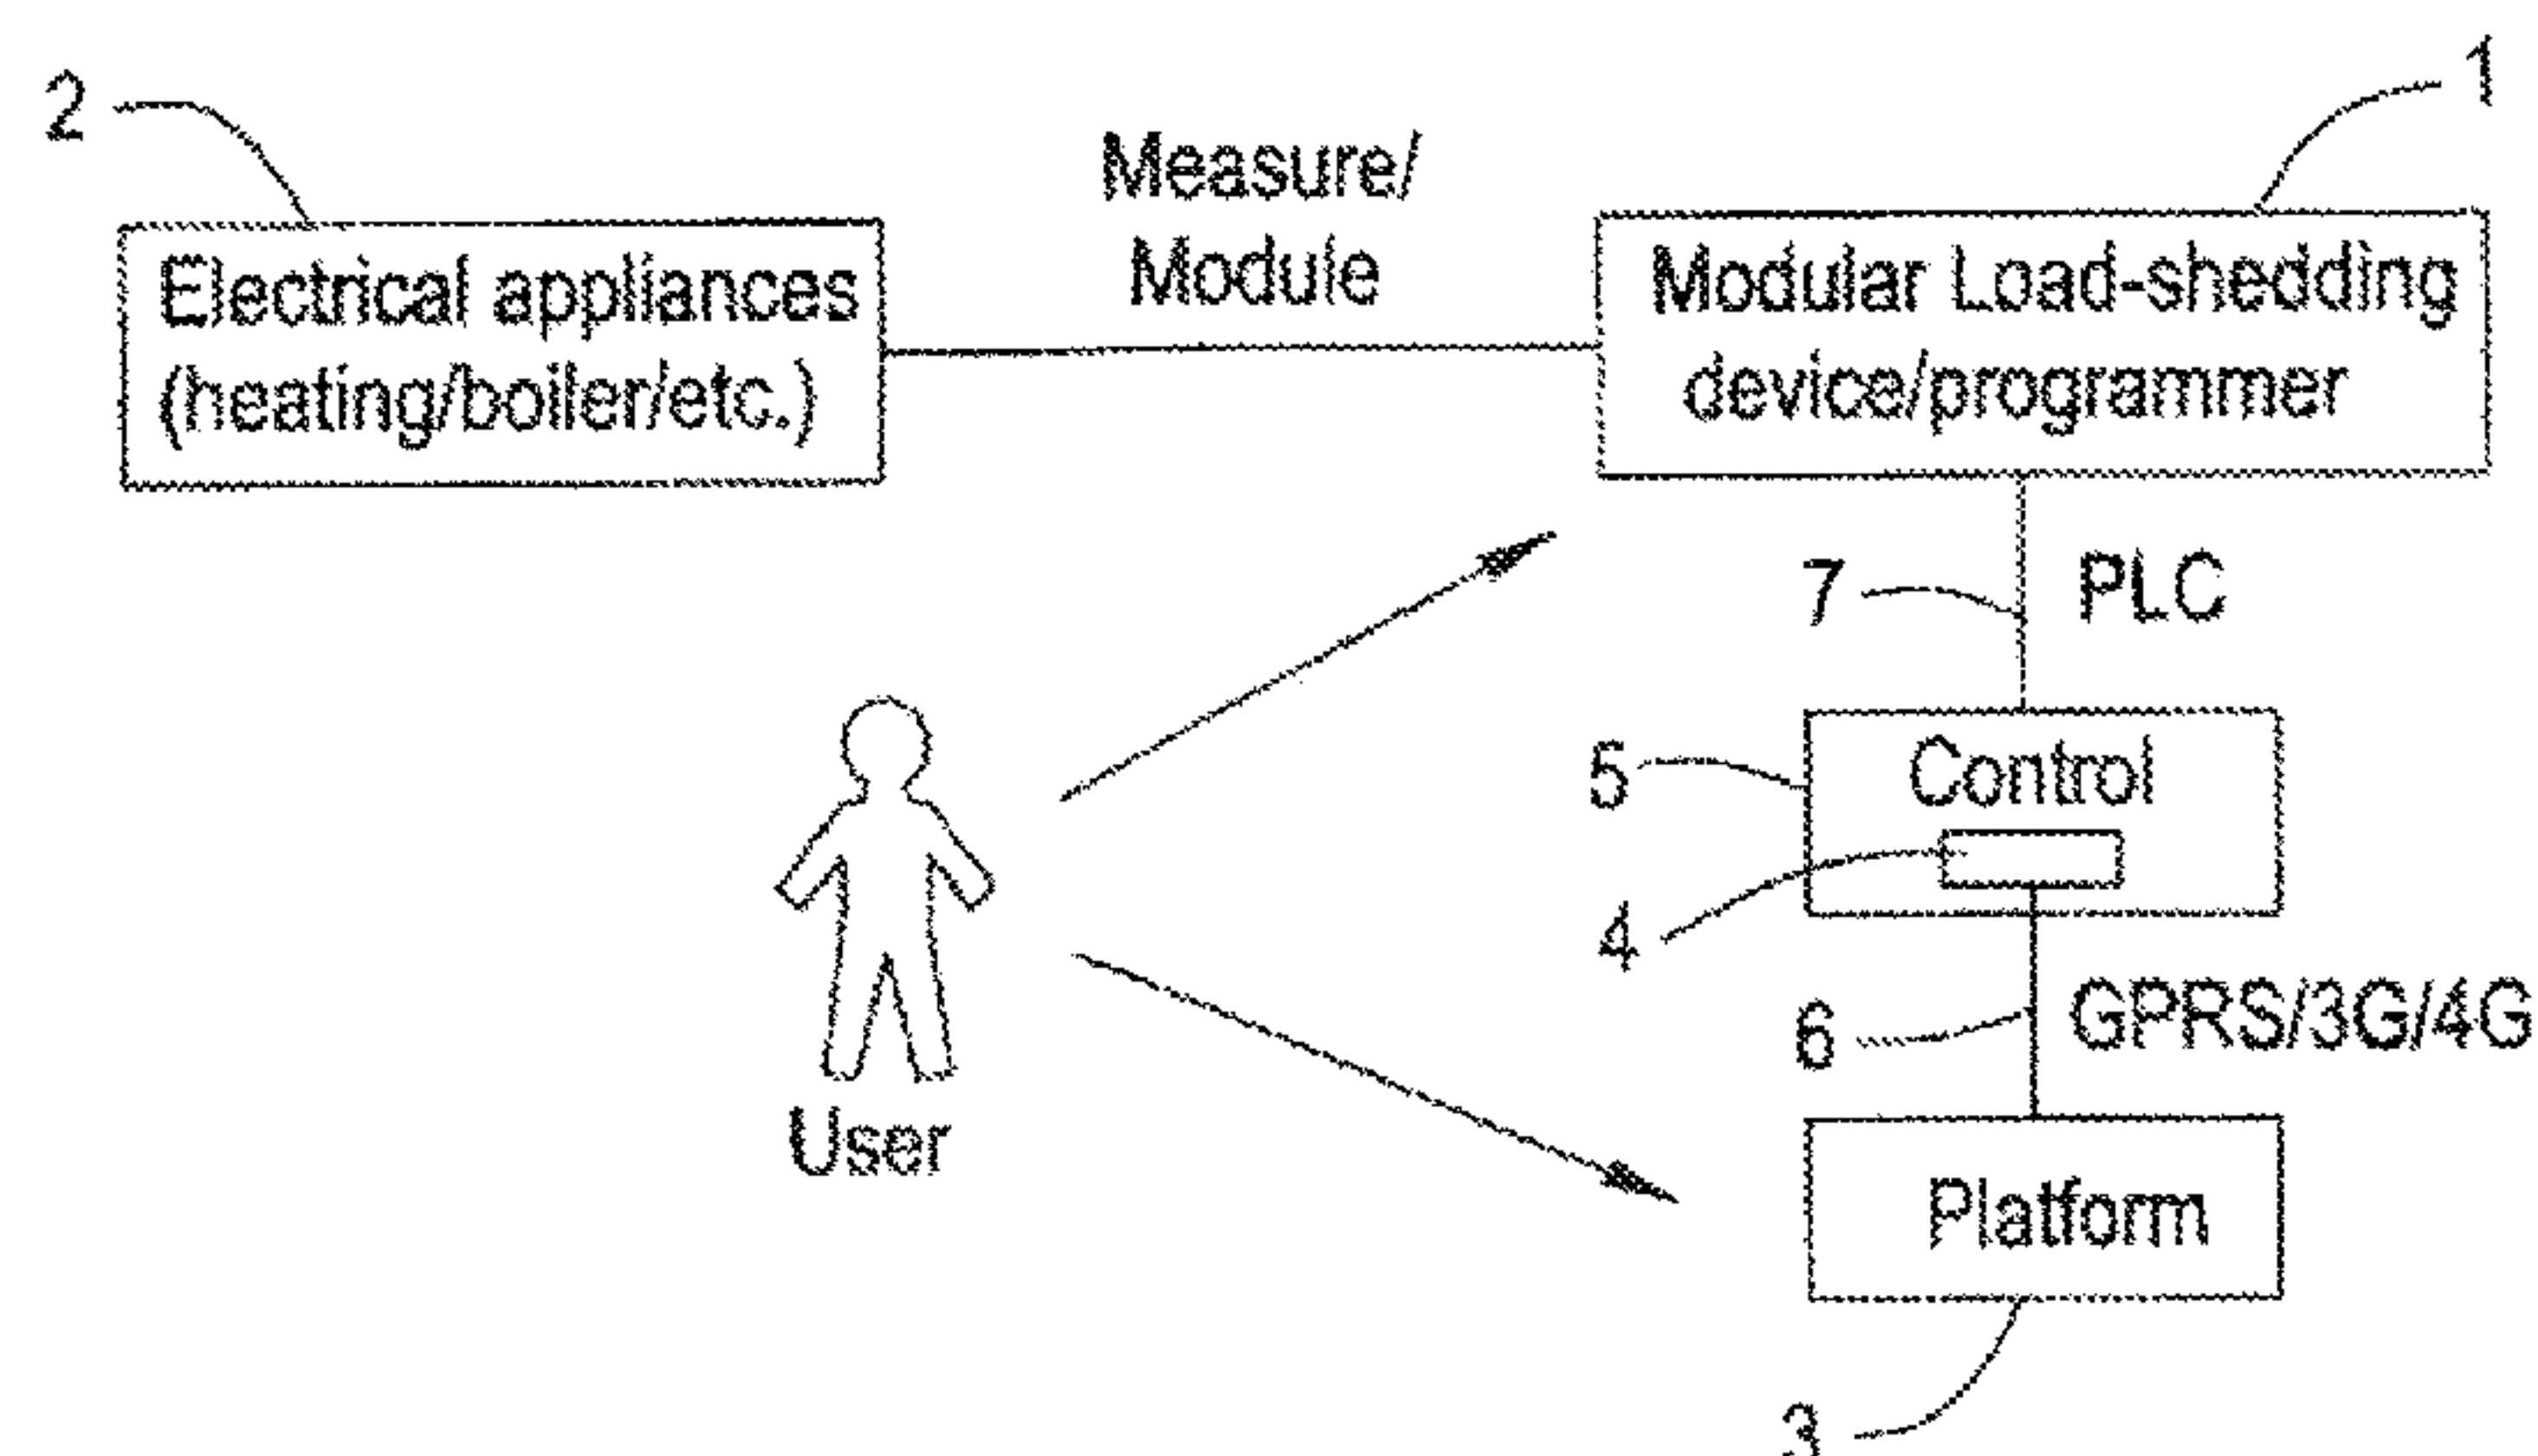 2
1
Measure/
Module
Electrical appliances
(heating/boiler/etc.)
Modular Load-shedding
device/programmer
7
PLC
5
Control
4
6
GPRS/3G/4G
User
Platform
3